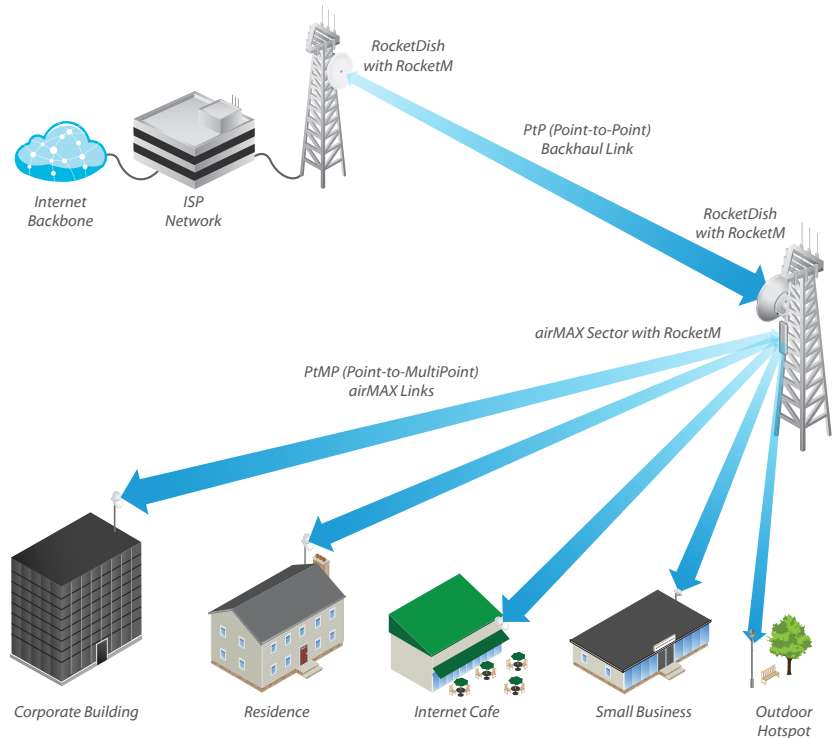 RocketDish
with RocketM
PtP (Point-to-Point)
Backhaul Link
Internet
Backbone
ISP
Network
RocketDish
with RocketM
airMAX Sector with RocketM
PtMP (Point-to-MultiPoint)
airMAX Links
Corporate Building
Residence
Internet Cafe
Small Business
Outdoor
Hotspot